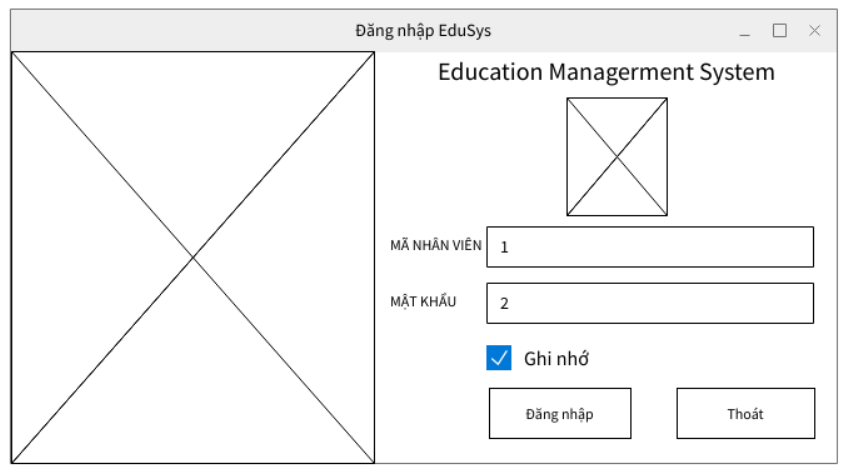 Đăng nhập EduSys
Education Managerment System
MÃ NHÂN VIÊN 1
MẬT KHẨU 2
Ghi nhớ
Đăng nhập Thoát